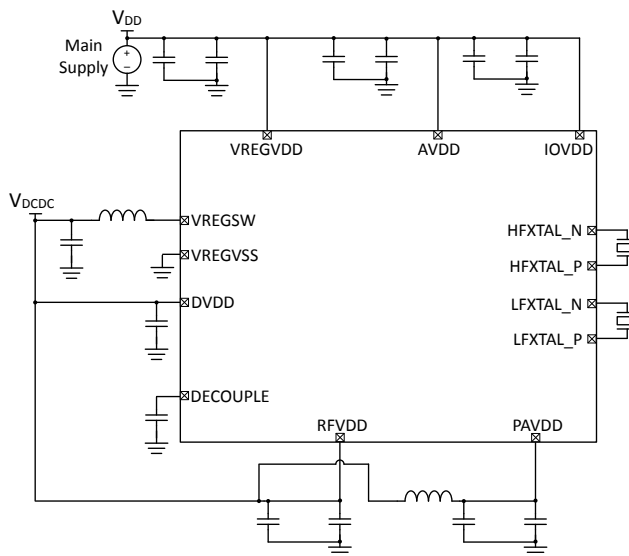 VDD
Main
Supply
+
−
VREGVDD
AVDD
IOVDD
VDCDC
VREGSW
VREGVSS
DVDD
DECOUPLE
HFXTAL_N
HFXTAL_P
LFXTAL_N
LFXTAL_P
RFVDD
PAVDD